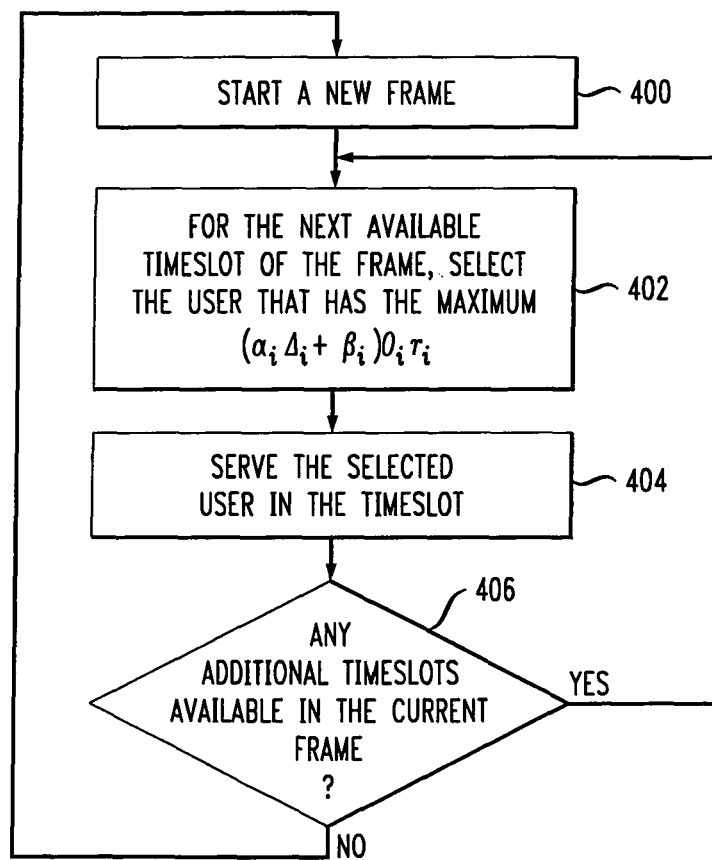 START A NEW FRAME
400
FOR THE NEXT AVAILABLE
TIMESLOT OF THE FRAME, SELECT
THE USER THAT HAS THE MAXIMUM
(αᵢ Δᵢ + βᵢ)Oᵢ rᵢ
402
SERVE THE SELECTED
USER IN THE TIMESLOT
404
406
ANY
ADDITIONAL TIMESLOTS
AVAILABLE IN THE CURRENT
FRAME
?
YES
NO